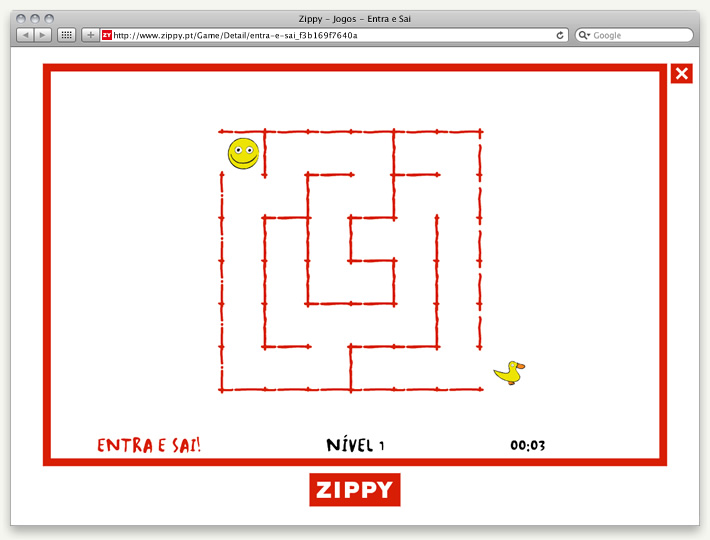 Zippy – Jogos – Entra e Sai
ZY http://www.zippy.pt/Game/Detail/entra-e-sai_f3b169f7640a
Google
ENTRA E SAI!
NÍVEL 1
00:03
ZIPPY